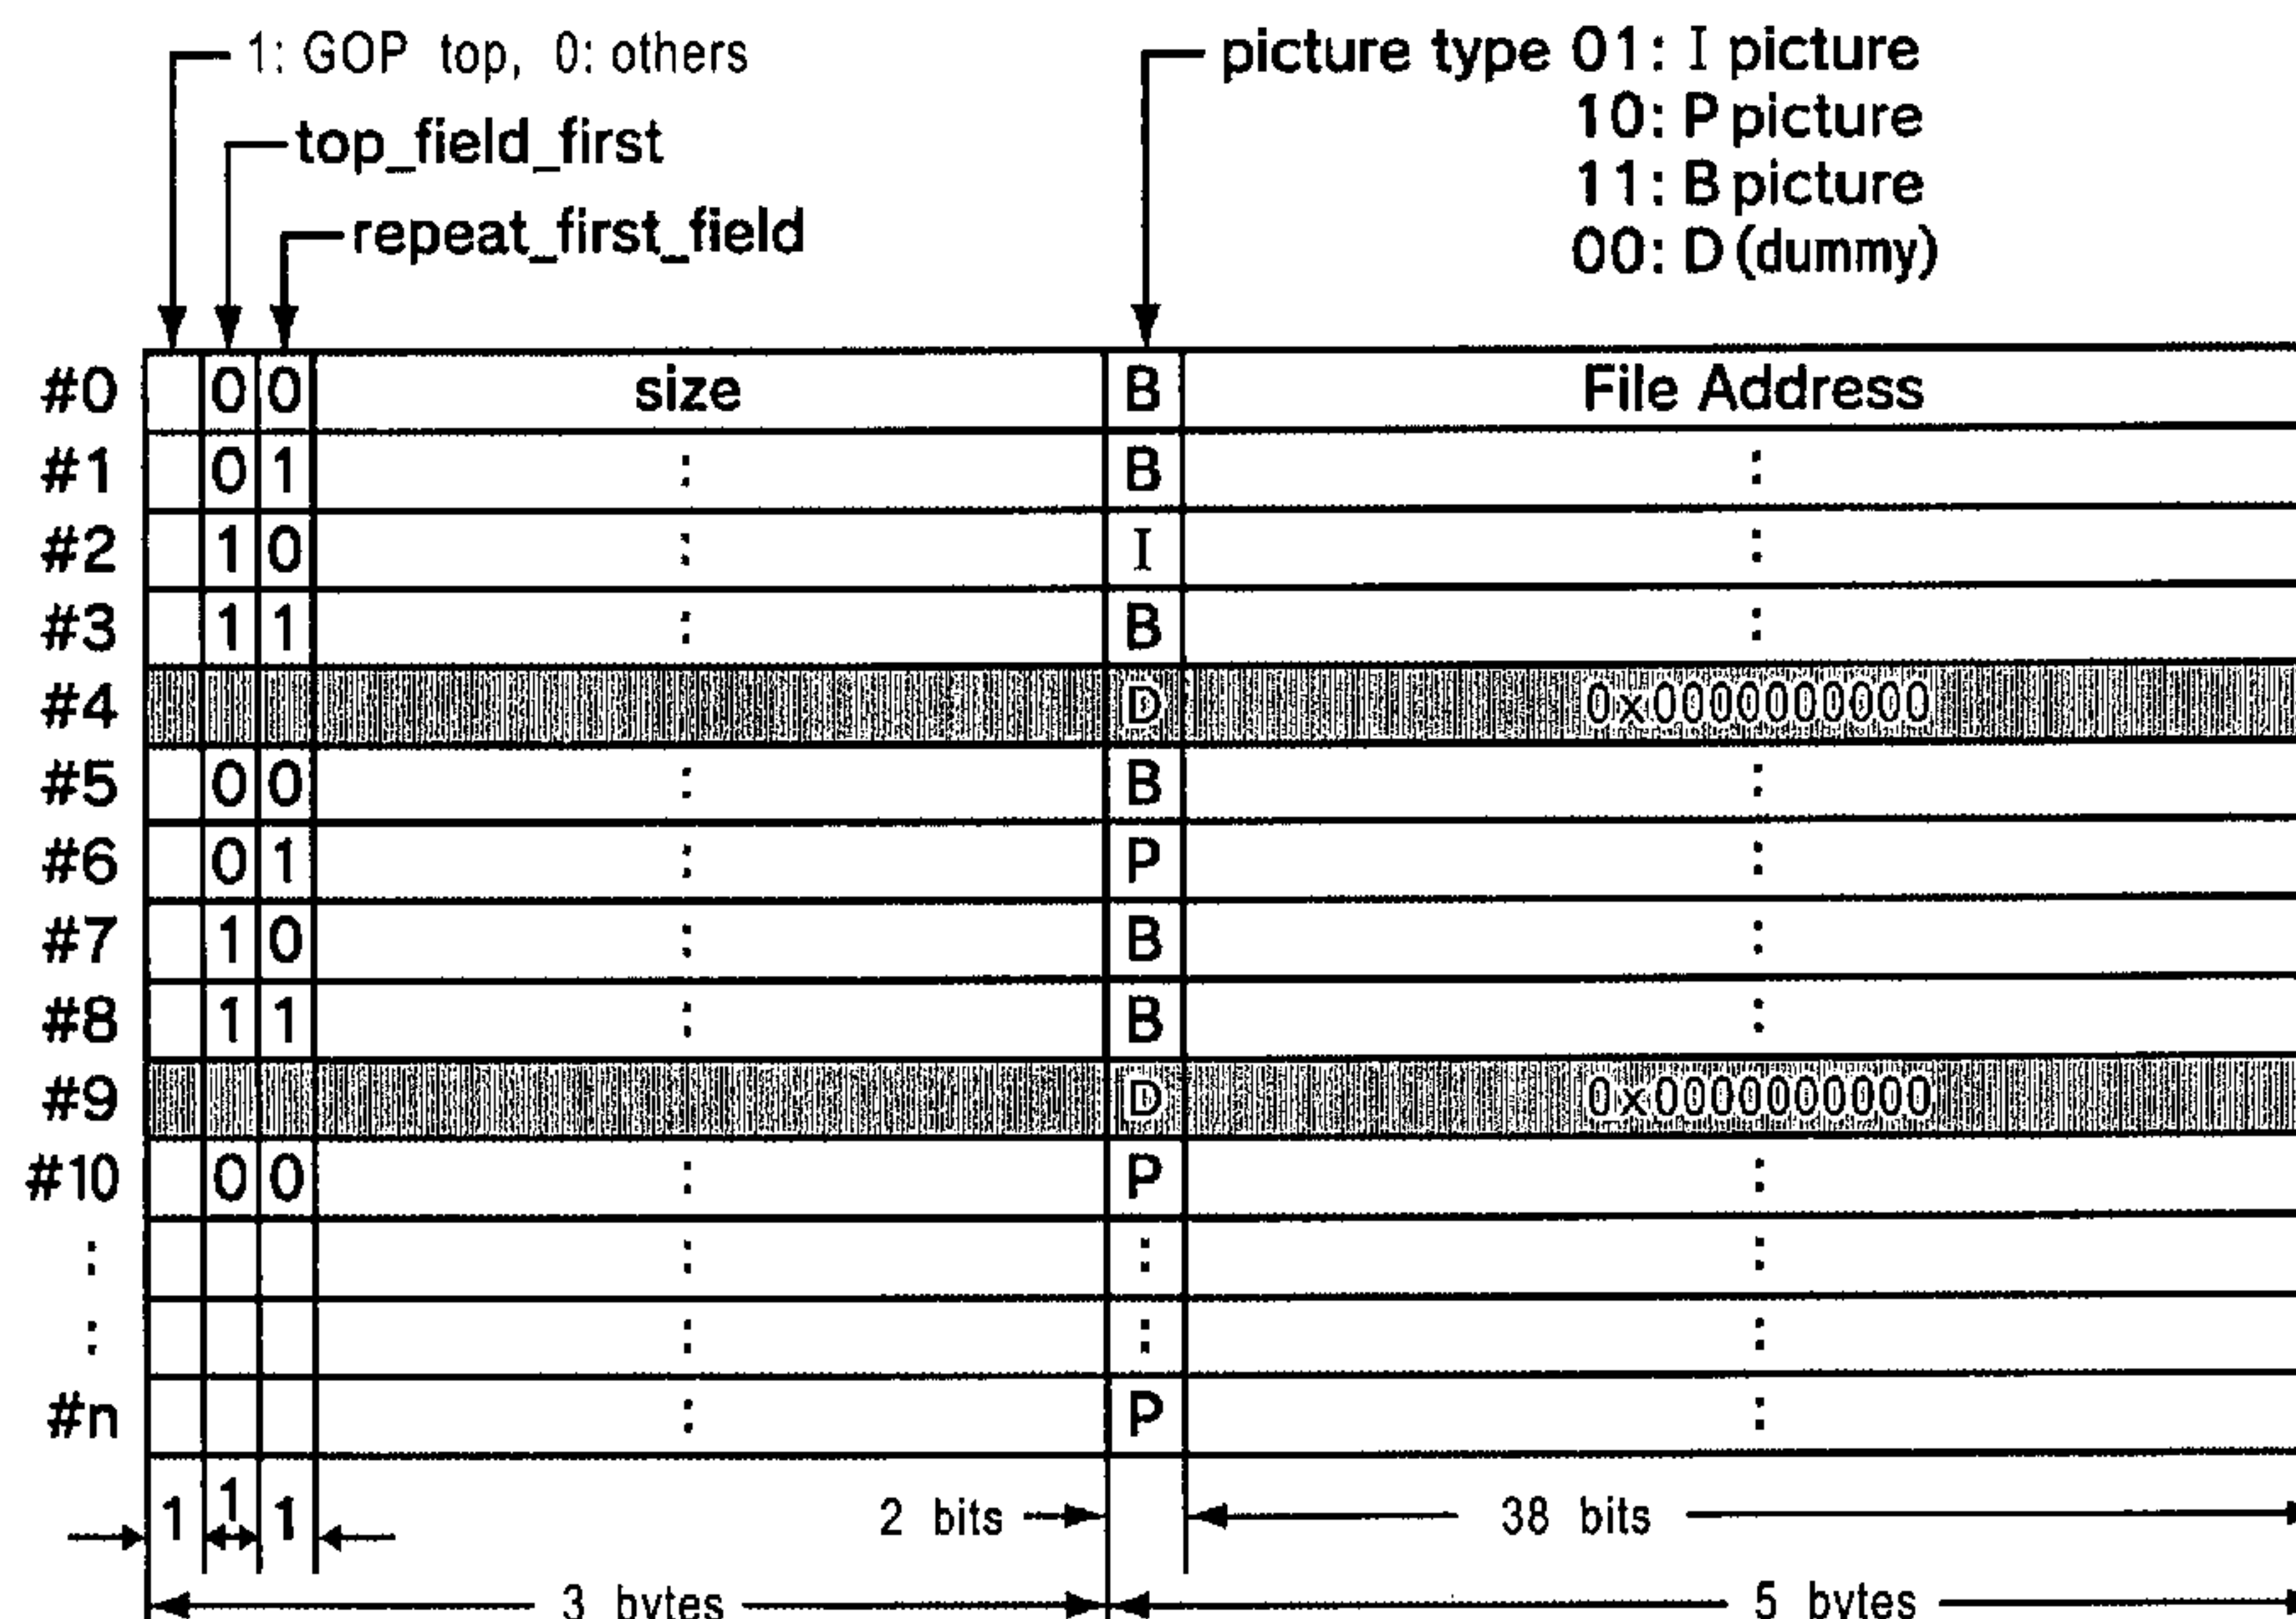 1: GOP top, 0: others
top_field_first
repeat_first_field
picture type 01: I picture
10: P picture
11: B picture
00: D (dummy)
#0 0 0 size B File Address
#1 0 1 : B :
#2 1 0 : I :
#3 1 1 : B :
#4 D 0x0000000000
#5 0 0 : B :
#6 0 1 : P :
#7 1 0 : B :
#8 1 1 : B :
#9 D 0x0000000000
#10 0 0 : P :
: : : :
: : : :
#n : P :
1 1 1 2 bits 38 bits
3 bytes 5 bytes